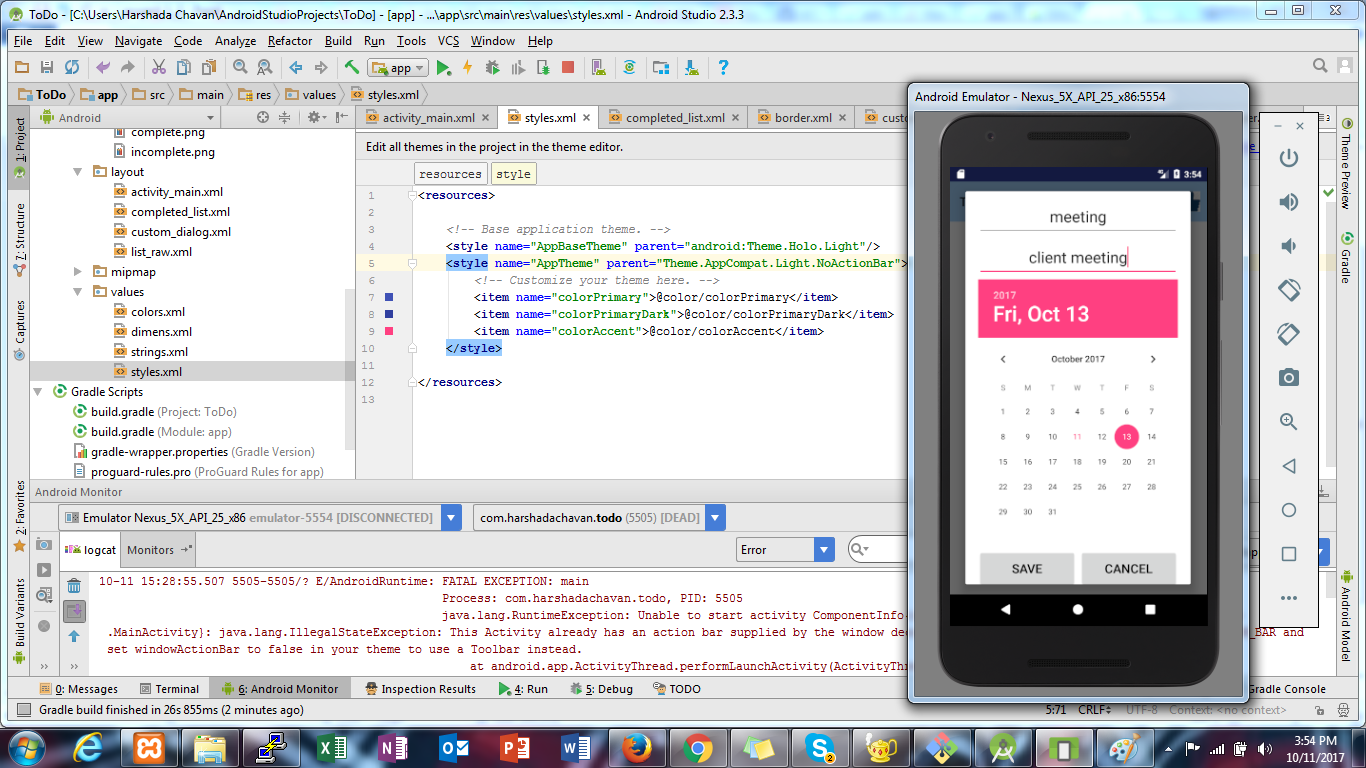 ToDo - [C:\Users\Harshada Chavan\AndroidStudioProjects\ToDo] - [app] - ...\app\src\main\res\values\styles.xml - Android Studio 2.3.3
File Edit View Navigate Code Analyze Refactor Build Run Tools VCS Window Help
app
ToDo app src main res values styles.xml
Android
activity_main.xml styles.xml completed_list.xml border.xml
1: Project
7: Structure
Captures
2: Favorites
Build Variants
complete.png
incomplete.png
layout
activity_main.xml
completed_list.xml
custom_dialog.xml
list_raw.xml
mipmap
values
colors.xml
dimens.xml
strings.xml
styles.xml
Gradle Scripts
build.gradle (Project: ToDo)
build.gradle (Module: app)
gradle-wrapper.properties (Gradle Version)
proguard-rules.pro (ProGuard Rules for app)
Edit all themes in the project in the theme editor.
resources style
1 <resources>
2
3 <!-- Base application theme. -->
4 <style name="AppBaseTheme" parent="android:Theme.Holo.Light"/>
5 <style name="AppTheme" parent="Theme.AppCompat.Light.NoActionBar">
6 <!-- Customize your theme here. -->
7 <item name="colorPrimary">@color/colorPrimary</item>
8 <item name="colorPrimaryDark">@color/colorPrimaryDark</item>
9 <item name="colorAccent">@color/colorAccent</item>
10 </style>
11
12 </resources>
13
Android Emulator - Nexus_5X_API_25_x86:5554
3:54
meeting
client meeting
2017
Fri, Oct 13
October 2017
S M T W T F S
1 2 3 4 5 6 7
8 9 10 11 12 13 14
15 16 17 18 19 20 21
22 23 24 25 26 27 28
29 30 31
SAVE CANCEL
Theme Preview
Gradle
Android Model
Android Monitor
Emulator Nexus_5X_API_25_x86 emulator-5554 [DISCONNECTED] com.harshadachavan.todo (5505) [DEAD]
logcat Monitors Error
10-11 15:28:55.507 5505-5505/? E/AndroidRuntime: FATAL EXCEPTION: main
Process: com.harshadachavan.todo, PID: 5505
java.lang.RuntimeException: Unable to start activity ComponentInfo
.MainActivity}: java.lang.IllegalStateException: This Activity already has an action bar supplied by the window BAR and
set windowActionBar to false in your theme to use a Toolbar instead.
at android.app.ActivityThread.performLaunchActivity(ActivityThr
0: Messages Terminal 6: Android Monitor Inspection Results 4: Run 5: Debug TODO Gradle Console
Gradle build finished in 26s 855ms (2 minutes ago) 5:71 CRLF UTF-8 Context: <no context>
3:54 PM
10/11/2017